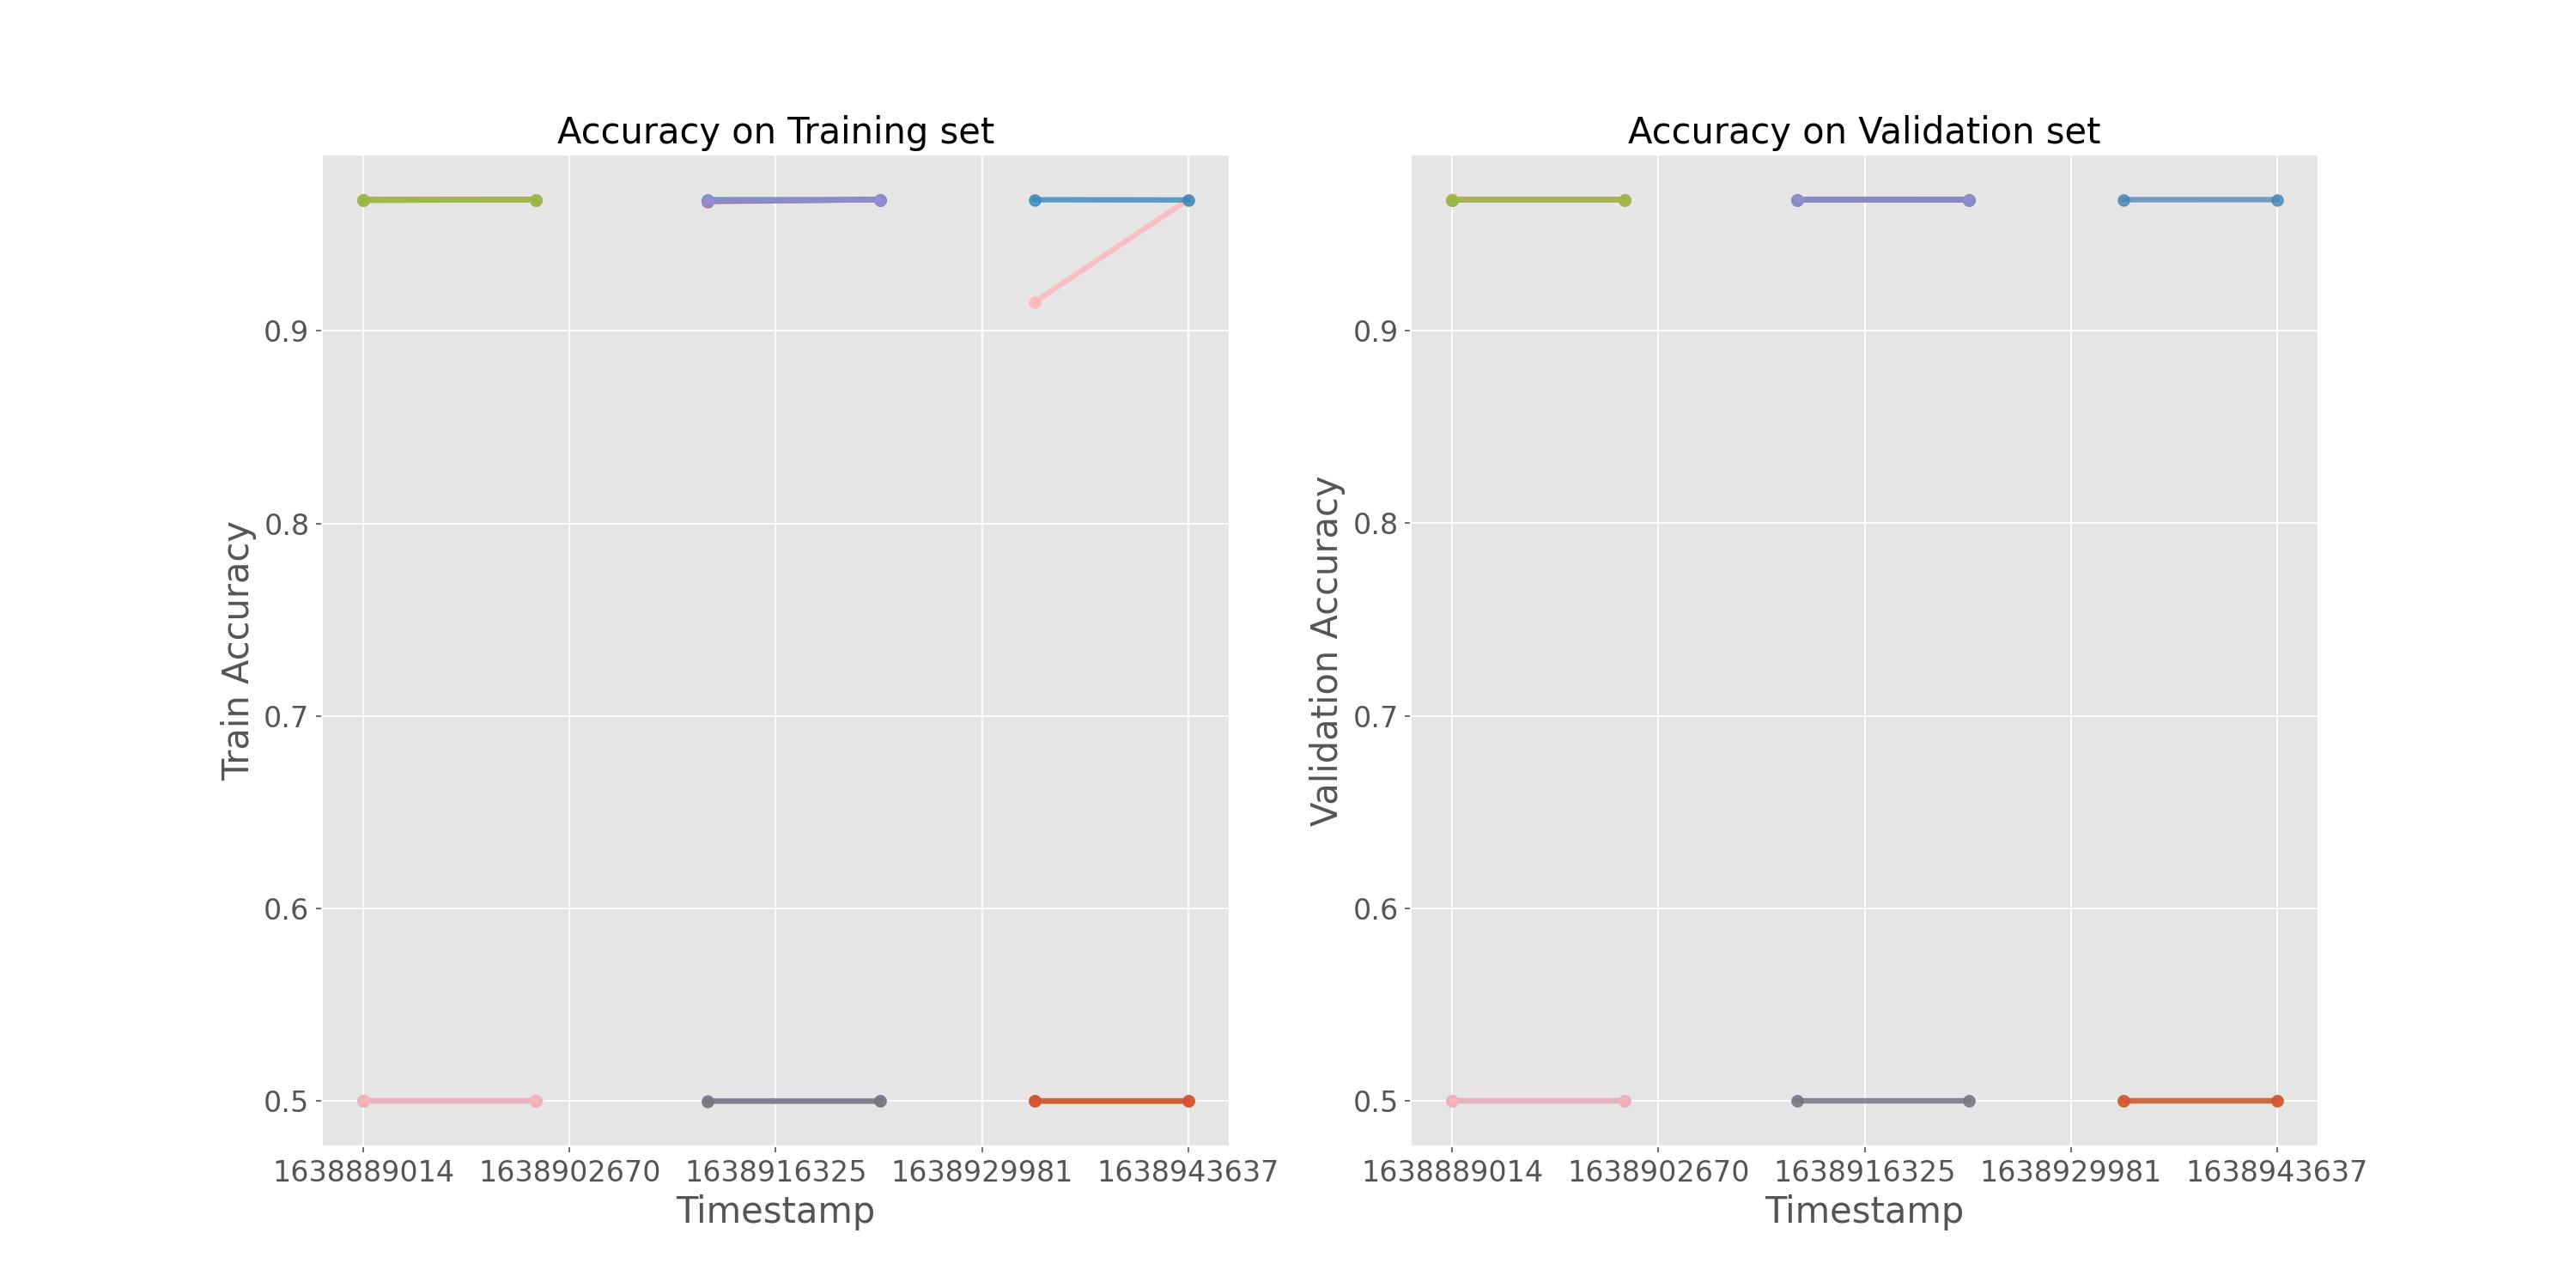 Accuracy on Training set
Train Accuracy
0.9
0.8
0.7
0.6
0.5
1638889014 1638902670 1638916325 1638929981 1638943637
Timestamp
Accuracy on Validation set
Validation Accuracy
0.9
0.8
0.7
0.6
0.5
1638889014 1638902670 1638916325 1638929981 1638943637
Timestamp